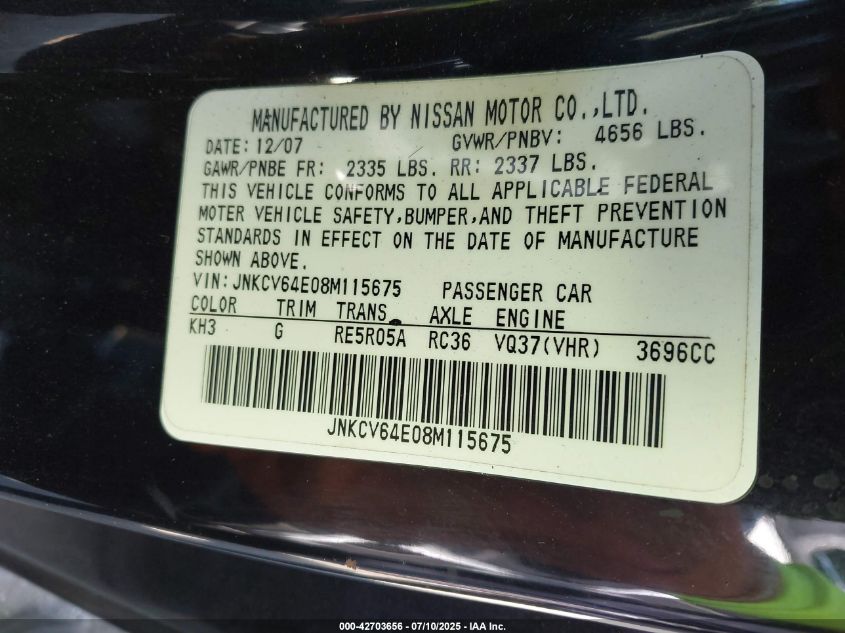 MANUFACTURED BY NISSAN MOTOR CO.,LTD.
DATE: 12/07 GVWR/PNBV: 4656 LBS.
GAWR/PNBE FR: 2335 LBS. RR: 2337 LBS.
THIS VEHICLE CONFORMS TO ALL APPLICABLE FEDERAL
MOTER VEHICLE SAFETY,BUMPER,AND THEFT PREVENTION
STANDARDS IN EFFECT ON THE DATE OF MANUFACTURE
SHOWN ABOVE.
VIN: JNKCV64E08M115675 PASSENGER CAR
COLOR TRIM TRANS AXLE ENGINE
KH3 G RE5R05A RC36 VQ37(VHR) 3696CC
JNKCV64E08M115675
000-42703656 - 07/10/2025 - IAA Inc.